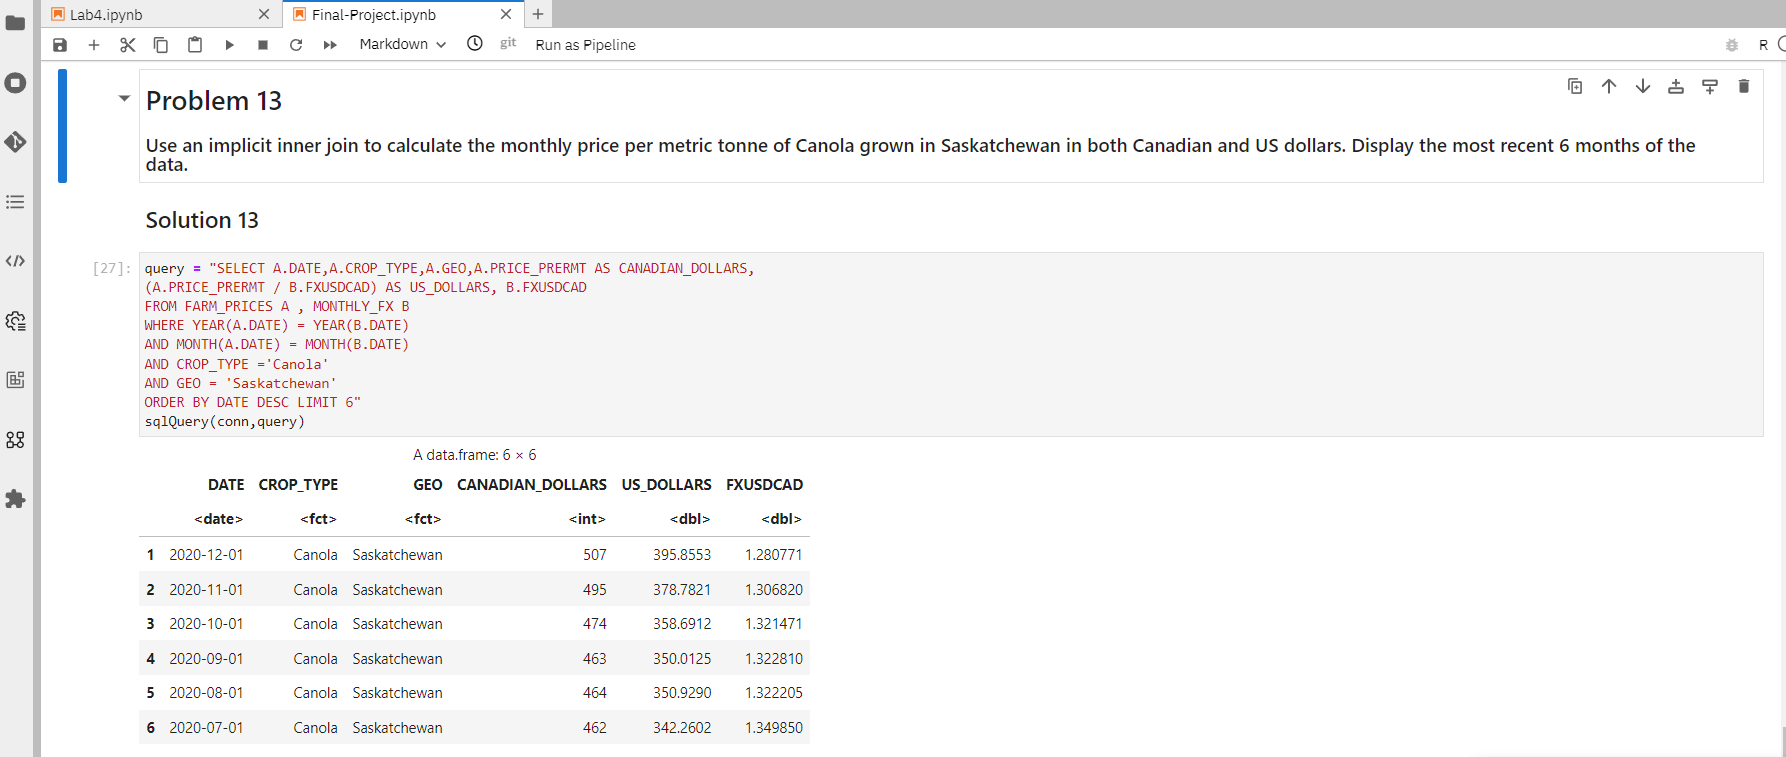 Lab4.ipynb
Final-Project.ipynb
Markdown
git
Run as Pipeline
R
Problem 13
Use an implicit inner join to calculate the monthly price per metric tonne of Canola grown in Saskatchewan in both Canadian and US dollars. Display the most recent 6 months of the
data.
Solution 13
[27]: query = "SELECT A.DATE,A.CROP_TYPE,A.GEO,A.PRICE_PRERMT AS CANADIAN_DOLLARS,
(A.PRICE_PRERMT / B.FXUSDCAD) AS US_DOLLARS, B.FXUSDCAD
FROM FARM_PRICES A , MONTHLY_FX B
WHERE YEAR(A.DATE) = YEAR(B.DATE)
AND MONTH(A.DATE) = MONTH(B.DATE)
AND CROP_TYPE ='Canola'
AND GEO = 'Saskatchewan'
ORDER BY DATE DESC LIMIT 6"
sqlQuery(conn,query)
A data.frame: 6 × 6
DATE CROP_TYPE GEO CANADIAN_DOLLARS US_DOLLARS FXUSDCAD
<date> <fct> <fct> <int> <dbl> <dbl>
1 2020-12-01 Canola Saskatchewan 507 395.8553 1.280771
2 2020-11-01 Canola Saskatchewan 495 378.7821 1.306820
3 2020-10-01 Canola Saskatchewan 474 358.6912 1.321471
4 2020-09-01 Canola Saskatchewan 463 350.0125 1.322810
5 2020-08-01 Canola Saskatchewan 464 350.9290 1.322205
6 2020-07-01 Canola Saskatchewan 462 342.2602 1.349850